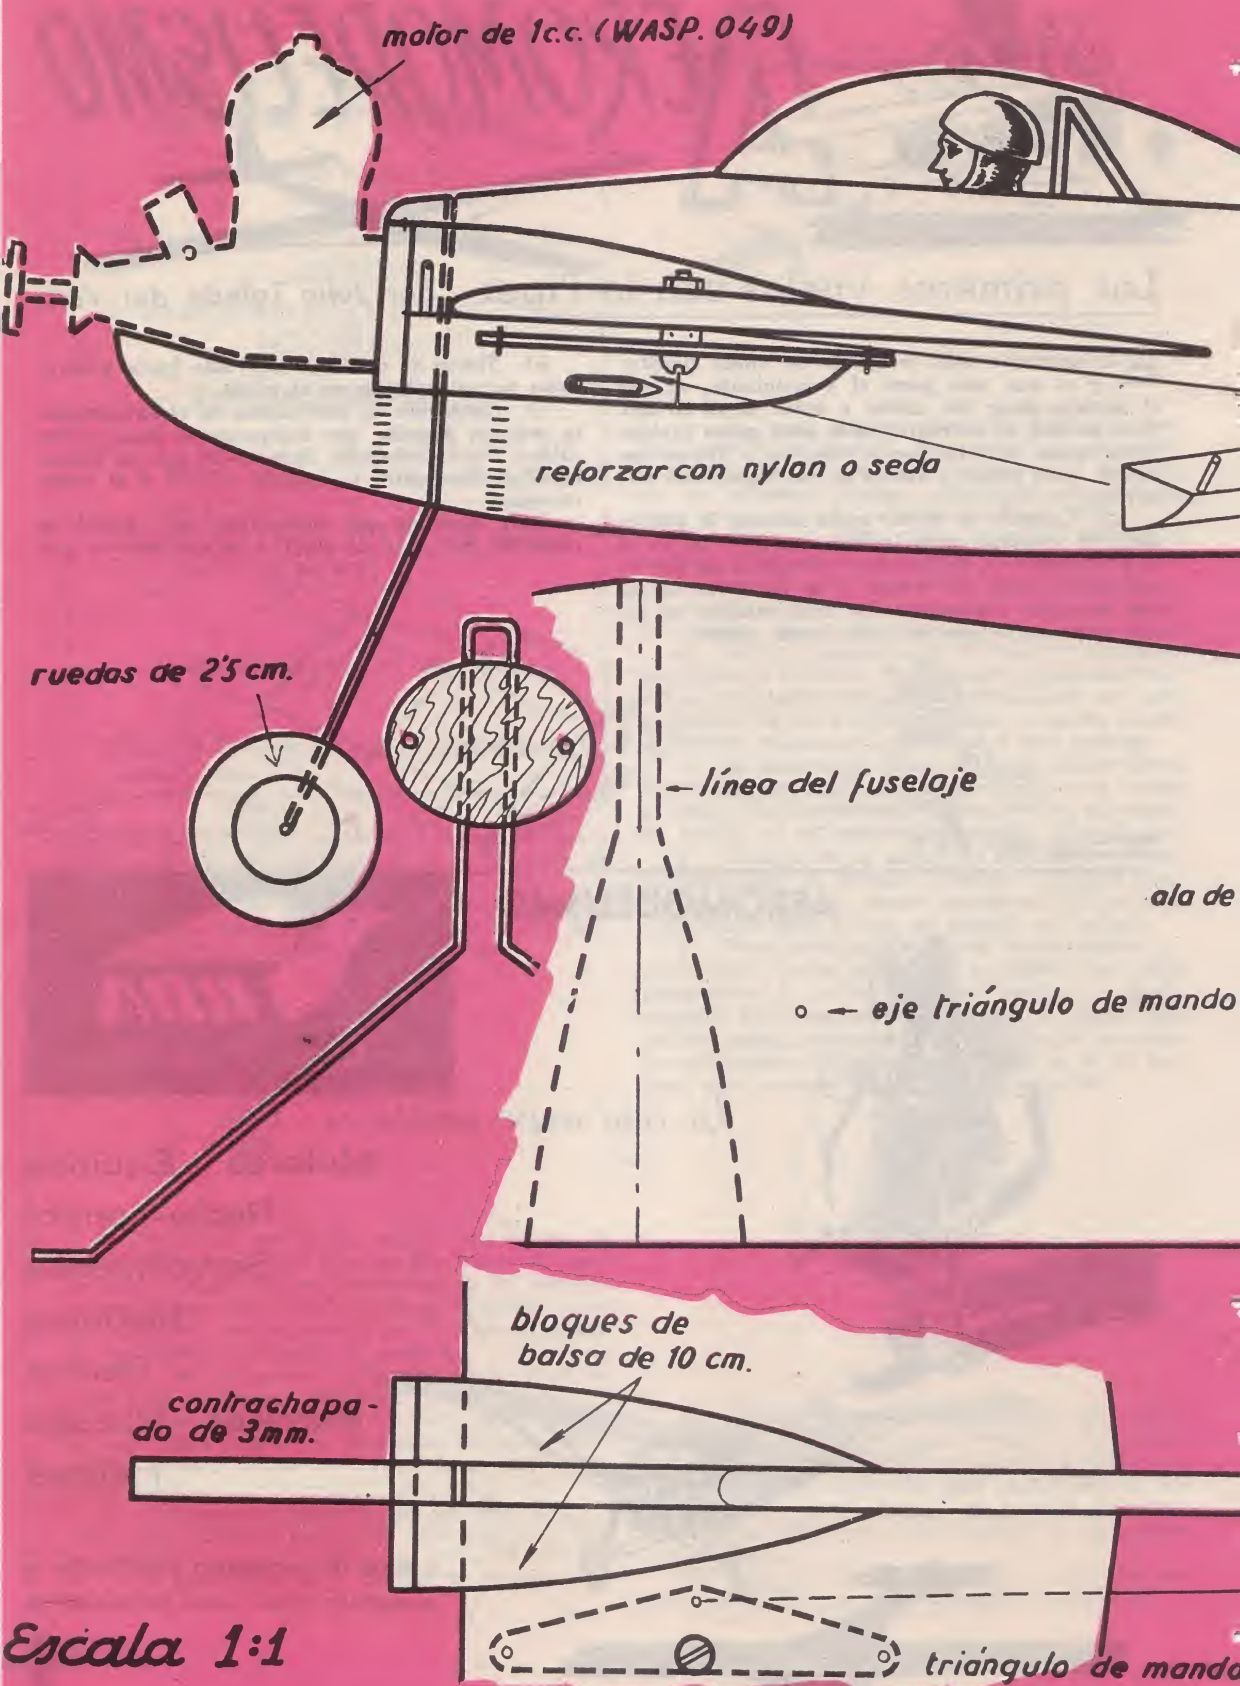 motor de 1c.c. (WASP. 049)
reforzar con nylon o seda
ruedas de 2'5 cm.
línea del fuselaje
ala de
eje triángulo de mando
bloques de
balsa de 10 cm.
contrachapa-
do de 3mm.
Escala 1:1
triángulo de mando